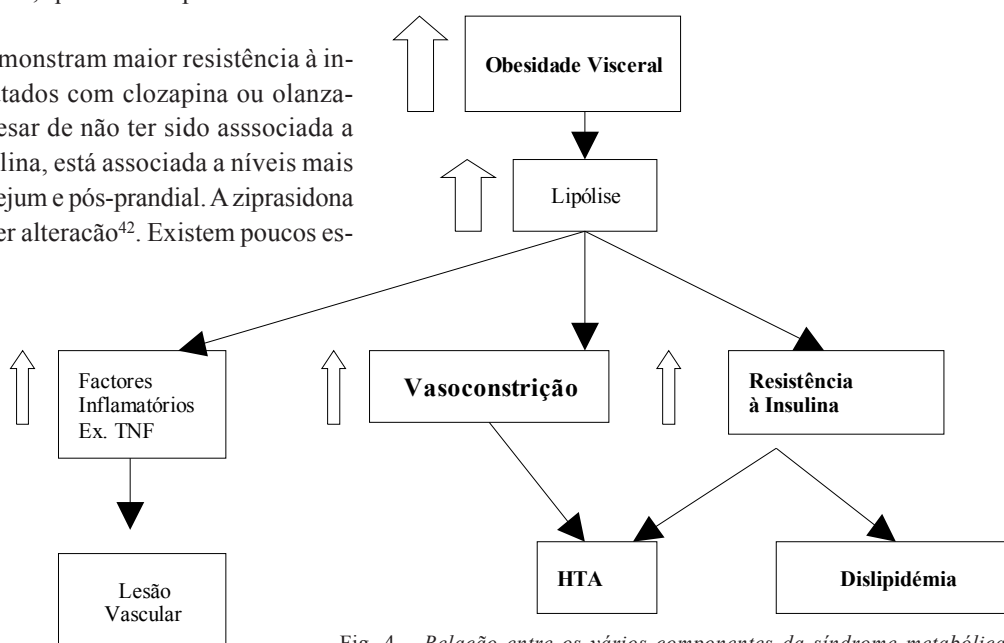 monstram maior resistência à in-
tados com clozapina ou olanza-
esar de não ter sido asssociada a
lina, está associada a níveis mais
ejum e pós-prandial. A ziprasidona
er alteracão42. Existem poucos es-
Obesidade Visceral
Lipólise
Factores
Inflamatórios
Ex. TNF
Vasoconstrição
Resistência
à Insulina
Lesão
Vascular
HTA
Dislipidémia
Fig. 4 - Relação entre os vários componentes da síndrome metabólica